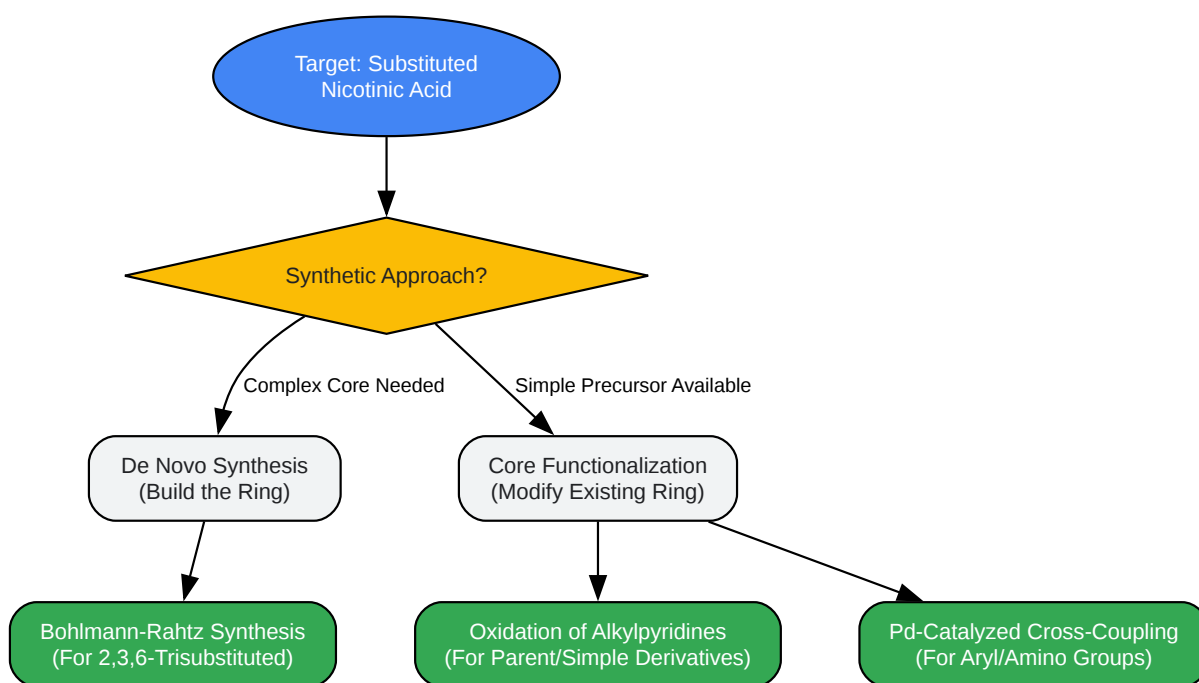 Target: Substituted
Nicotinic Acid
Synthetic Approach?
Complex Core Needed
Simple Precursor Available
De Novo Synthesis
(Build the Ring)
Core Functionalization
(Modify Existing Ring)
Bohlmann-Rahtz Synthesis
(For 2,3,6-Trisubstituted)
Oxidation of Alkylpyridines
(For Parent/Simple Derivatives)
Pd-Catalyzed Cross-Coupling
(For Aryl/Amino Groups)